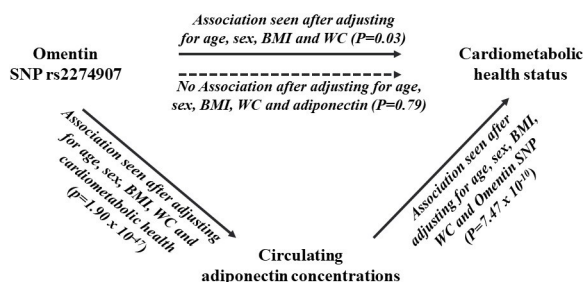 Association seen after adjusting
for age, sex, BMI and WC (P=0.03)
Omentin
SNP rs2274907
Cardiometabolic
health status
No Association after adjusting for age,
sex, BMI, WC and adiponectin (P=0.79)
Association seen after adjusting
for age, sex, BMI, WC and
cardiometabolic health
(p=1.90 x 10-47)
Association seen after
adjusting for age, sex, BMI,
WC and Omentin SNP
(P=7.47 x 10-10)
Circulating
adiponectin concentrations